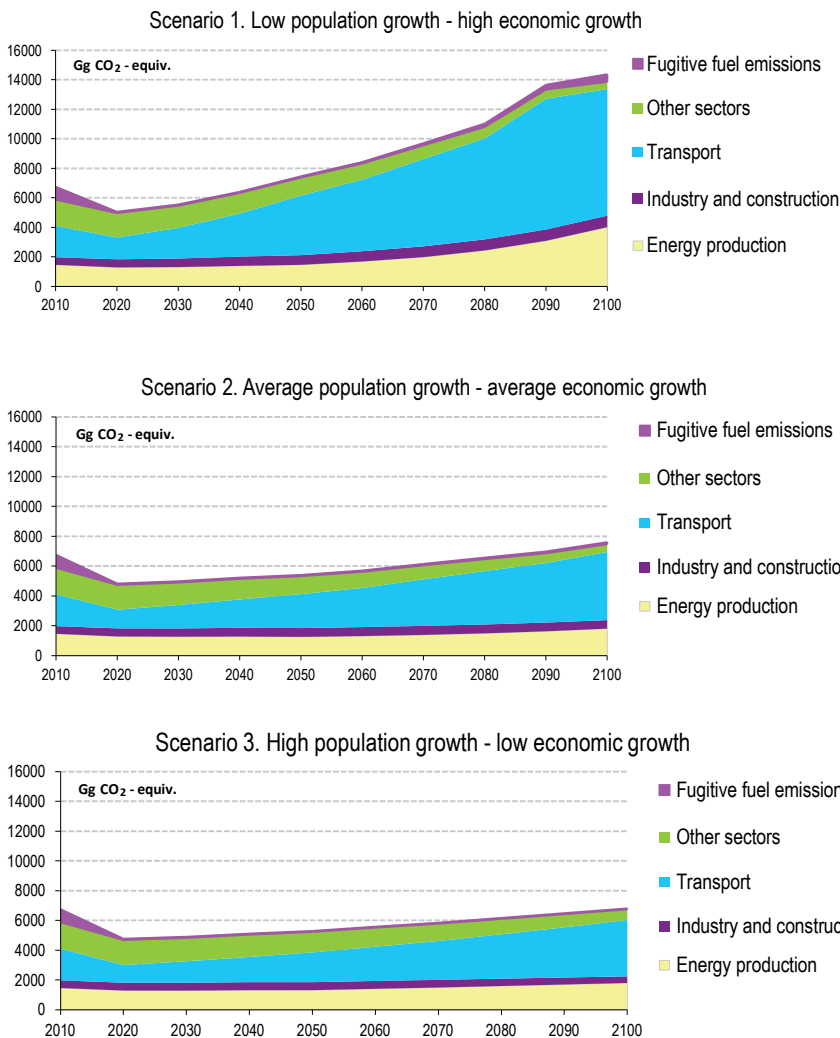 Scenario 1. Low population growth - high economic growth
16000
Gg CO2 - equiv.
14000
12000
10000
8000
6000
4000
2000
0
2010 2020 2030 2040 2050 2060 2070 2080 2090 2100
Fugitive fuel emissions
Other sectors
Transport
Industry and construction
Energy production
Scenario 2. Average population growth - average economic growth
16000
Gg CO2 - equiv.
14000
12000
10000
8000
6000
4000
2000
0
2010 2020 2030 2040 2050 2060 2070 2080 2090 2100
Fugitive fuel emissions
Other sectors
Transport
Industry and constructio
Energy production
Scenario 3. High population growth - low economic growth
16000
Gg CO2 - equiv.
14000
12000
10000
8000
6000
4000
2000
0
2010 2020 2030 2040 2050 2060 2070 2080 2090 2100
Fugitive fuel emission
Other sectors
Transport
Industry and construc
Energy production